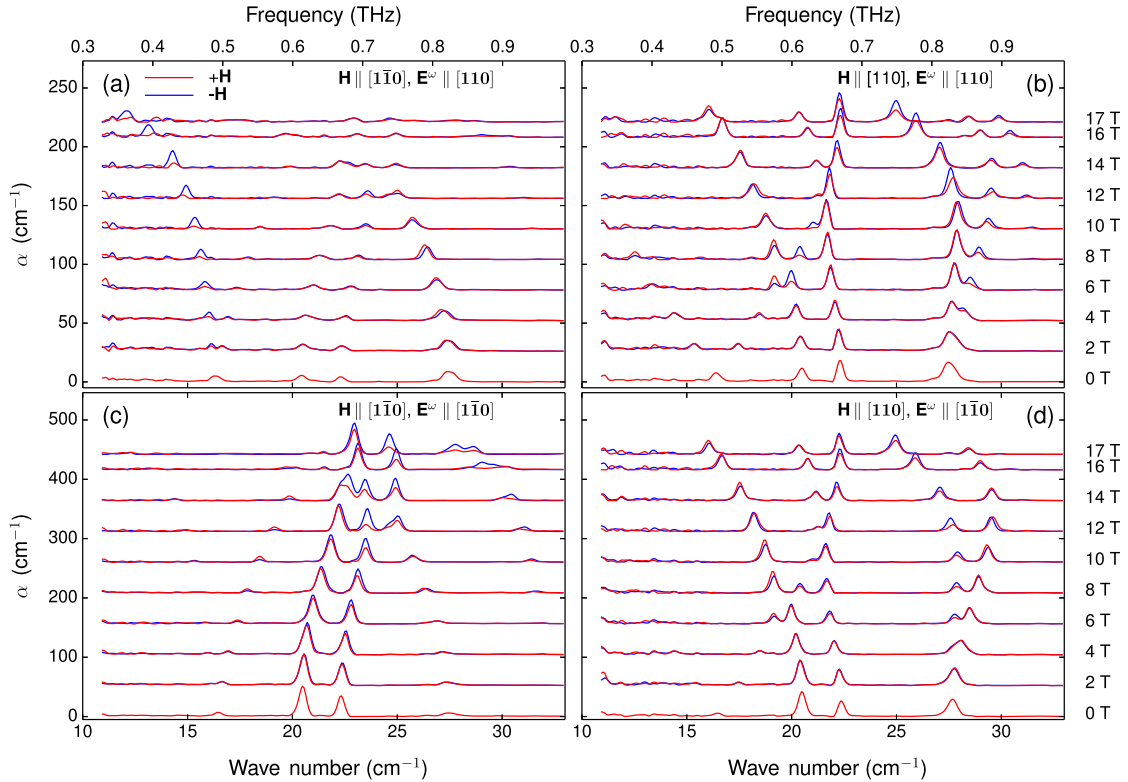 Frequency (THz)
Frequency (THz)
0.3 0.4 0.5 0.6 0.7 0.8 0.9
0.4 0.5 0.6 0.7 0.8 0.9
(a)
+H
-H
H ∥ [11̄0], Eω ∥ [110]
α (cm−1)
250
200
150
100
50
0
H ∥ [110], Eω ∥ [110]
(b)
17 T
16 T
14 T
12 T
10 T
8 T
6 T
4 T
2 T
0 T
(c)
H ∥ [11̄0], Eω ∥ [11̄0]
α (cm−1)
500
400
300
200
100
0
H ∥ [110], Eω ∥ [11̄0]
(d)
17 T
16 T
14 T
12 T
10 T
8 T
6 T
4 T
2 T
0 T
10 15 20 25 30
10 15 20 25 30
Wave number (cm−1)
Wave number (cm−1)